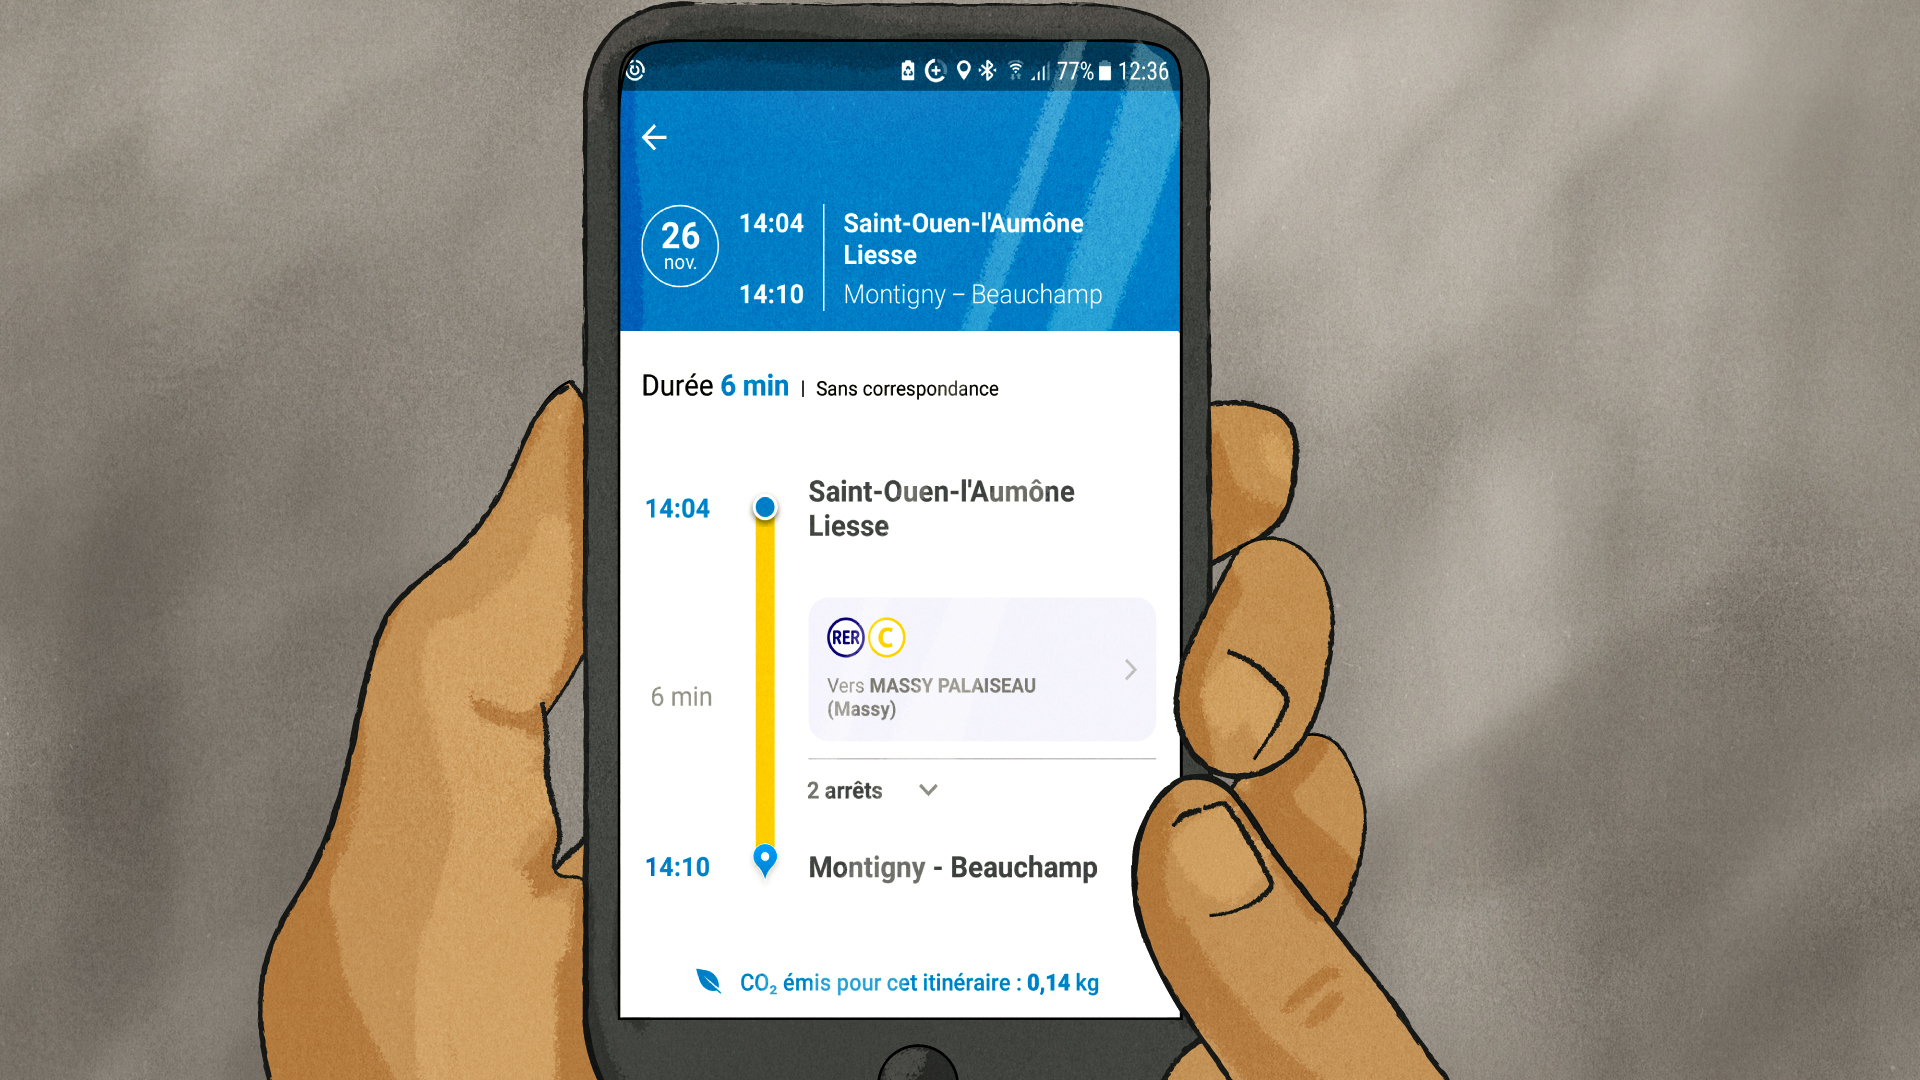 77% 12:36
26
nov.
14:04
Saint-Ouen-l'Aumône
Liesse
14:10
Montigny – Beauchamp
Durée 6 min | Sans correspondance
14:04
Saint-Ouen-l'Aumône
Liesse
RER C
Vers MASSY PALAISEAU
(Massy)
6 min
2 arrêts
14:10
Montigny - Beauchamp
CO₂ émis pour cet itinéraire : 0,14 kg